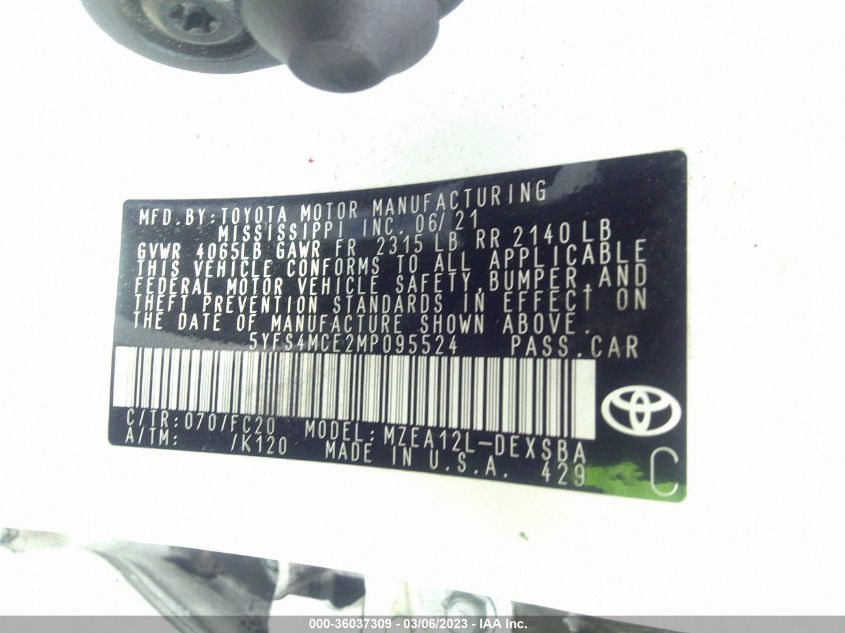 MFD.BY:TOYOTA MOTOR MANUFACTURING
MISSISSIPPI INC. 06/21
GVWR 4065LB GAWR FR 2315 LB RR 2140 LB
THIS VEHICLE CONFORMS TO ALL APPLICABLE
FEDERAL MOTOR VEHICLE SAFETY,BUMPER,AND
THEFT PREVENTION STANDARDS IN EFFECT ON
THE DATE OF MANUFACTURE SHOWN ABOVE.
5YFS4MCE2MP095524 PASS.CAR
C/TR:070/FC20 MODEL:MZEA12L-DEXSBA
A/TM: /K120 MADE IN U.S.A. 429
C
000-36037309 - 03/06/2023 - IAA Inc.